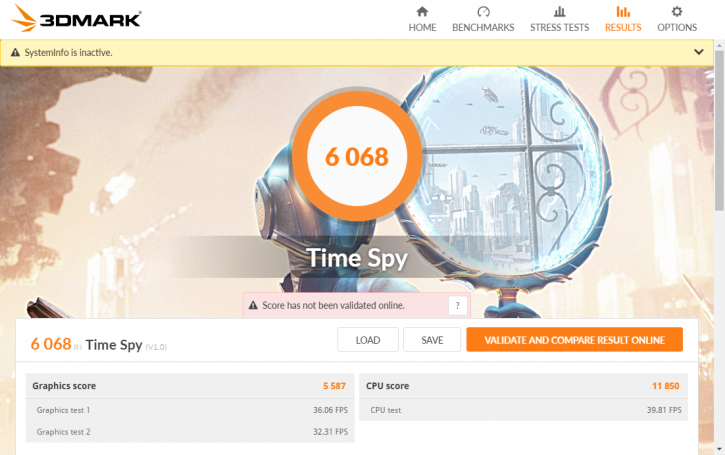 3DMARK®
HOME BENCHMARKS STRESS TESTS RESULTS OPTIONS
SystemInfo is inactive.
6 068
Time Spy
Score has not been validated online. ?
6 068 IN Time Spy (V1.0) LOAD SAVE VALIDATE AND COMPARE RESULT ONLINE
Graphics score 5 587 CPU score 11 850
Graphics test 1 36.06 FPS CPU test 39.81 FPS
Graphics test 2 32.31 FPS